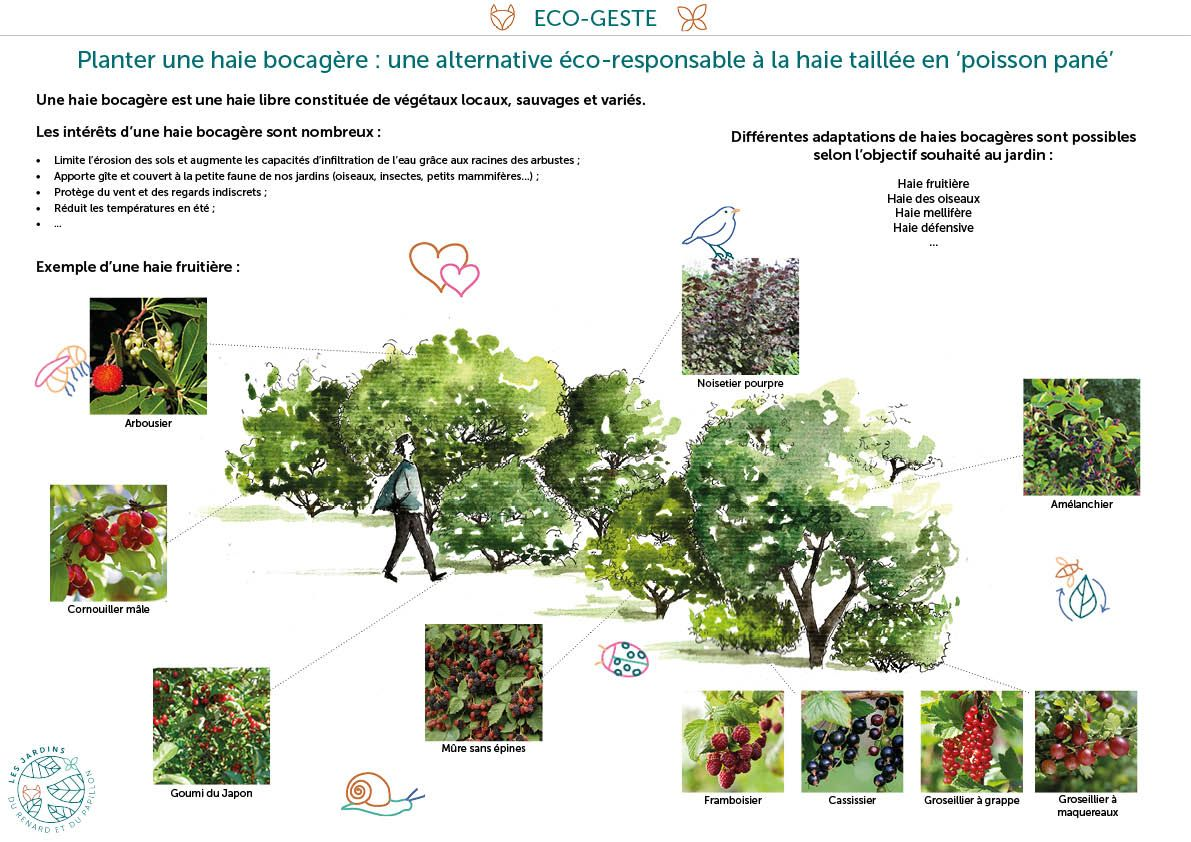 ECO-GESTE
Planter une haie bocagère : une alternative éco-responsable à la haie taillée en ‘poisson pané’
Une haie bocagère est une haie libre constituée de végétaux locaux, sauvages et variés.
Les intérêts d’une haie bocagère sont nombreux :
• Limite l’érosion des sols et augmente les capacités d’infiltration de l’eau grâce aux racines des arbustes ;
• Apporte gîte et couvert à la petite faune de nos jardins (oiseaux, insectes, petits mammifères...) ;
• Protège du vent et des regards indiscrets ;
• Réduit les températures en été ;
• ...
Différentes adaptations de haies bocagères sont possibles
selon l’objectif souhaité au jardin :
Haie fruitière
Haie des oiseaux
Haie mellifère
Haie défensive
...
Exemple d’une haie fruitière :
Noisetier pourpre
Arbousier
Amélanchier
Cornouiller mâle
Mûre sans épines
Goumi du Japon
Framboisier
Cassissier
Groseillier à grappe
Groseillier à
maquereaux
LES JARDINS
DU RENARD ET DU PAPILLON